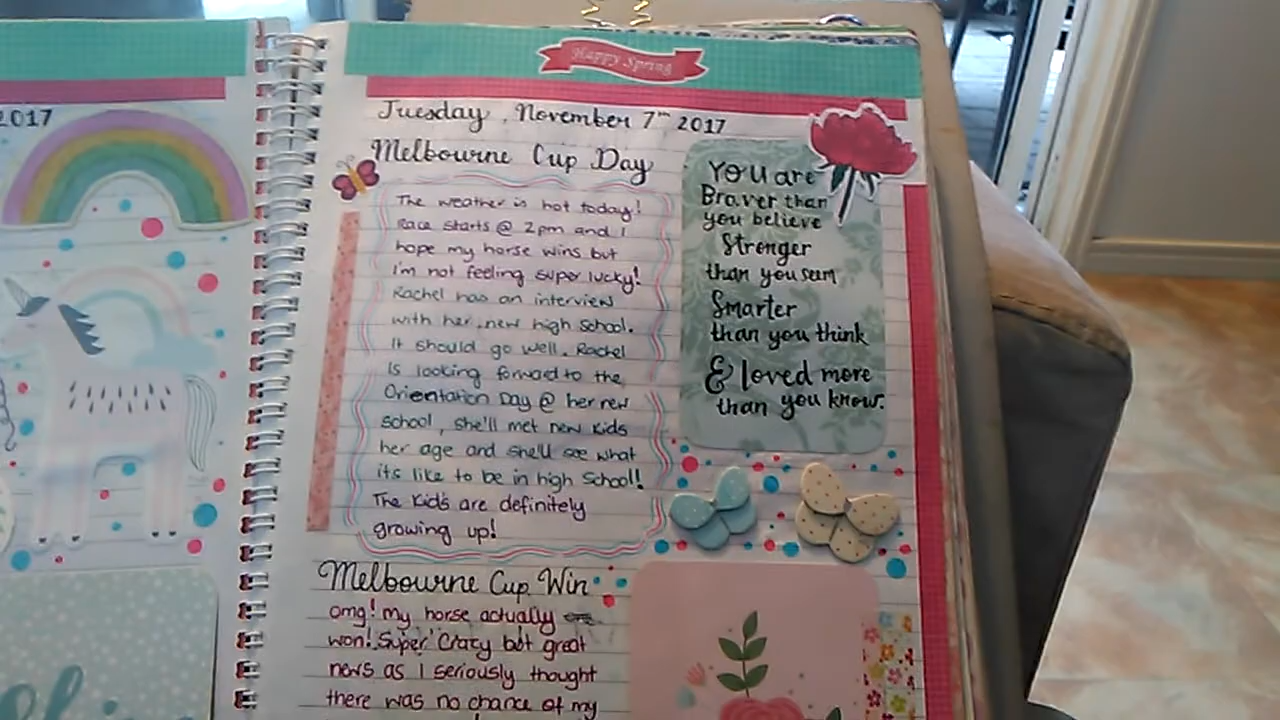 2017
Happy Spring
Tuesday, November 7th 2017
Melbourne Cup Day
The weather is hot today!
Race starts @ 2pm and I
hope my horse wins but
I'm not feeling super lucky!
Rachel has an interview
with her new high school.
It should go well. Rachel
is looking forward to the
Orientation Day @ her new
school, she'll met new kids
her age and she'll see what
its like to be in high School!
The Kid's are definitely
growing up!
You are
Braver than
you believe
Stronger
than you seem
Smarter
than you think
& loved more
than you know.
Melbourne Cup Win
omg! my horse actually
won! Super Crazy but great
news as I seriously thought
there was no chance of my